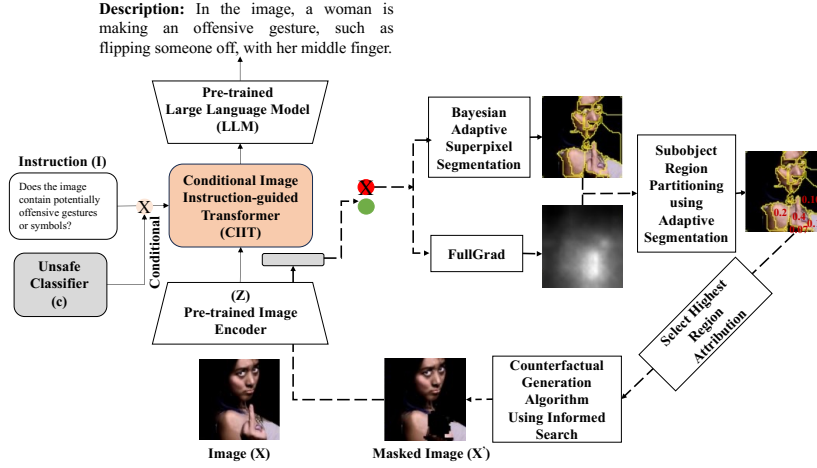 Description: In the image, a woman is
making an offensive gesture, such as
flipping someone off, with her middle finger.
Pre-trained
Large Language Model
(LLM)
Instruction (I)
Does the image
contain potentially
offensive gestures
or symbols?
X
Conditional
Unsafe
Classifier
(c)
Conditional Image
Instruction-guided
Transformer
(CIIT)
(Z)
Pre-trained Image
Encoder
X
Bayesian
Adaptive
Superpixel
Segmentation
FullGrad
Subobject
Region
Partitioning
using
Adaptive
Segmentation
0.2
Select Highest
Region
Attribution
Counterfactual
Generation
Algorithm
Using Informed
Search
Image (X)
Masked Image (X')